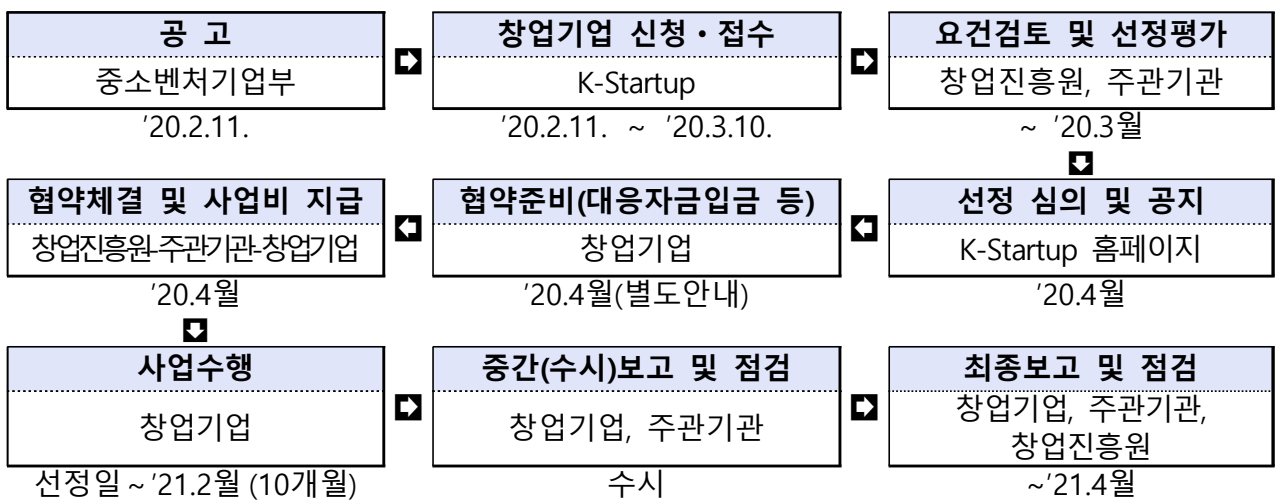 공 고
중소벤처기업부
'20.2.11.
창업기업 신청・접수
K-Startup
'20.2.11. ~ '20.3.10.
요건검토 및 선정평가
창업진흥원, 주관기관
~ '20.3월
선정 심의 및 공지
K-Startup 홈페이지
'20.4월
협약준비(대응자금입금 등)
창업기업
'20.4월(별도안내)
협약체결 및 사업비 지급
창업진흥원-주관기관-창업기업
'20.4월
사업수행
창업기업
선정일 ~ '21.2월 (10개월)
중간(수시)보고 및 점검
창업기업, 주관기관
수시
최종보고 및 점검
창업기업, 주관기관,
창업진흥원
~'21.4월